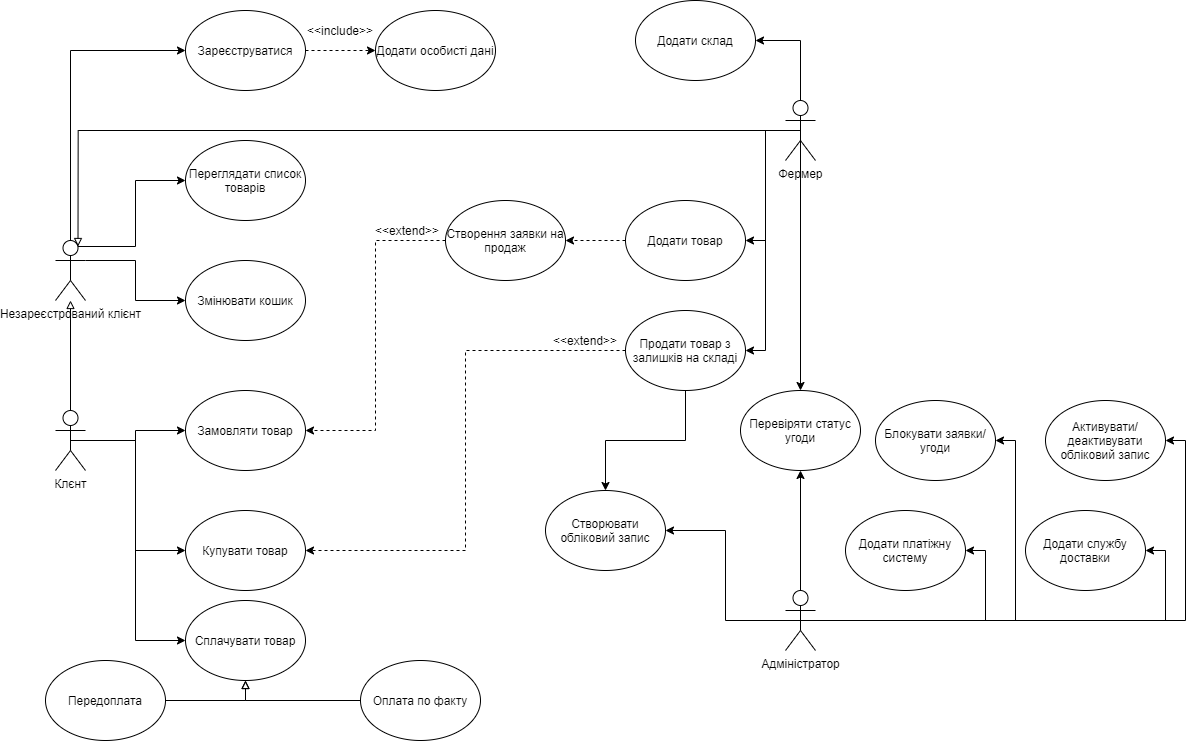 <<include>>
Зареєструватися
Додати особисті дані
Додати склад
Фермер
Переглядати список
товарів
<<extend>>
Створення заявки на
продаж
Додати товар
Змінювати кошик
Незареєстрований клієнт
<<extend>>
Продати товар з
залишків на складі
Замовляти товар
Клєнт
Перевіряти статус
угоди
Блокувати заявки/
угоди
Активувати/
деактивувати
обліковий запис
Створювати
обліковий запис
Купувати товар
Додати платіжну
систему
Додати службу
доставки
Сплачувати товар
Адміністратор
Передоплата
Оплата по факту